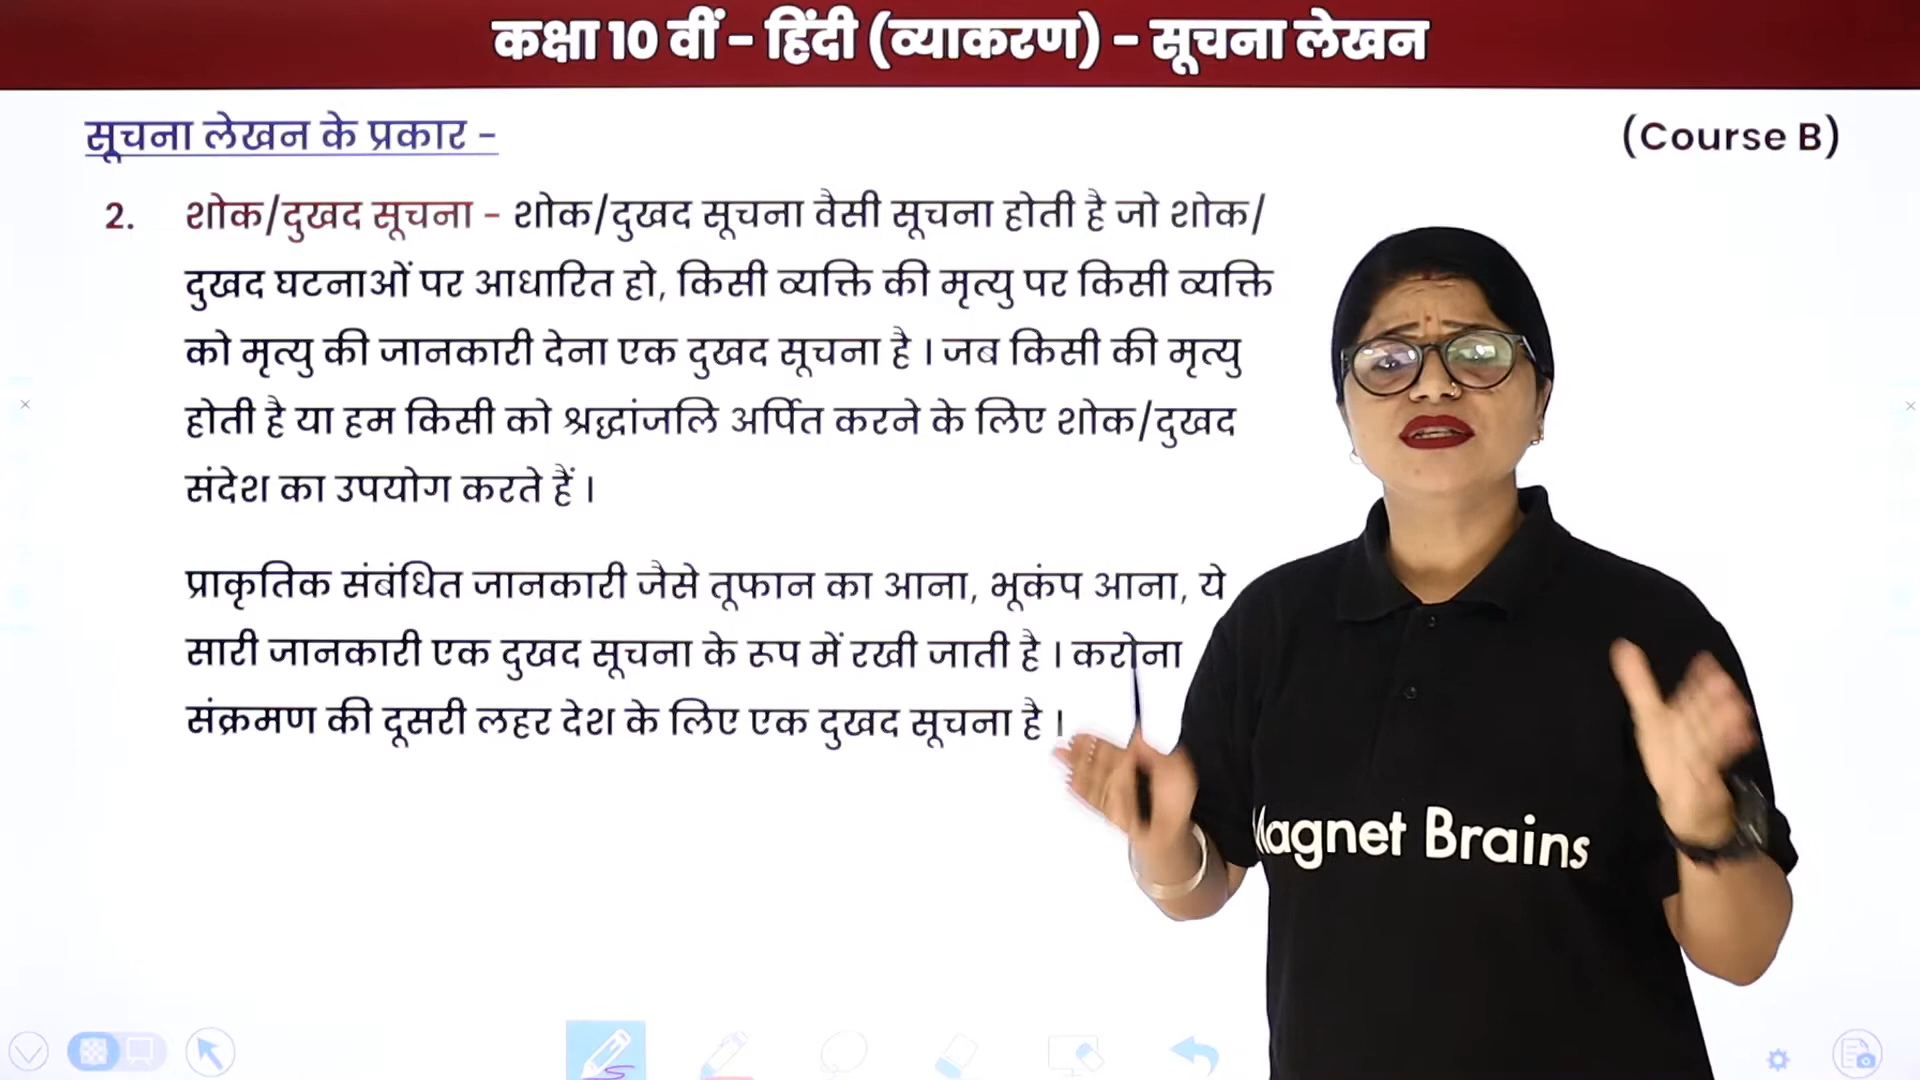 कक्षा 10 वीं - हिंदी (व्याकरण) - सूचना लेखन
सूचना लेखन के प्रकार -
(Course B)
2. शोक/दुखद सूचना - शोक/दुखद सूचना वैसी सूचना होती है जो शोक/
दुखद घटनाओं पर आधारित हो, किसी व्यक्ति की मृत्यु पर किसी व्यक्ति
को मृत्यु की जानकारी देना एक दुखद सूचना है । जब किसी की मृत्यु
होती है या हम किसी को श्रद्धांजलि अर्पित करने के लिए शोक/दुखद
संदेश का उपयोग करते हैं ।
प्राकृतिक संबंधित जानकारी जैसे तूफान का आना, भूकंप आना, ये
सारी जानकारी एक दुखद सूचना के रूप में रखी जाती है । करोना
संक्रमण की दूसरी लहर देश के लिए एक दुखद सूचना है ।
Magnet Brains